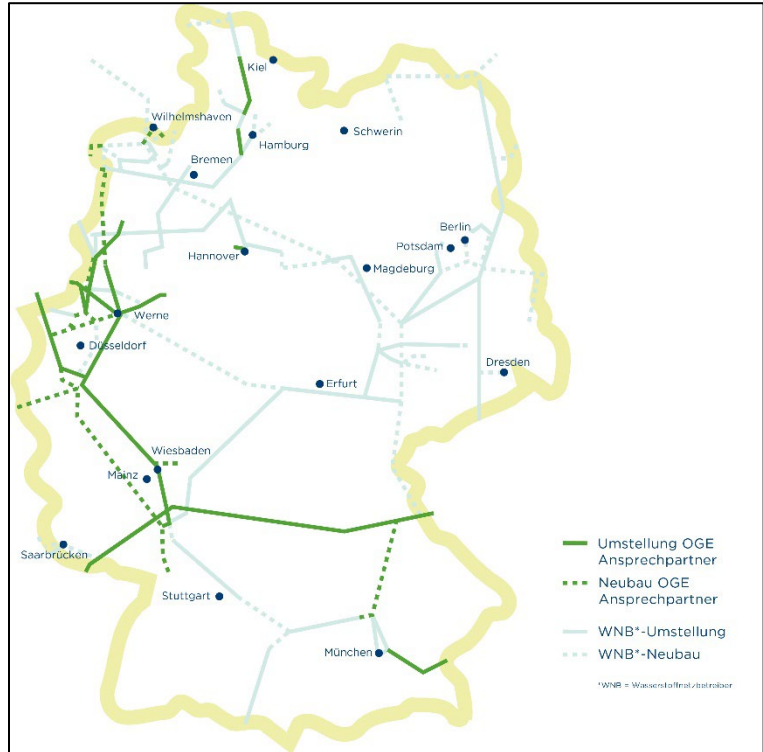 Kiel
Wilhelmshaven
Schwerin
Hamburg
Bremen
Berlin
Potsdam
Hannover
Magdeburg
Werne
Düsseldorf
Dresden
Erfurt
Wiesbaden
Mainz
Saarbrücken
Stuttgart
München
Umstellung OGE
Ansprechpartner
Neubau OGE
Ansprechpartner
WNB*-Umstellung
WNB*-Neubau
*WNB = Wasserstoffnetzbetreiber